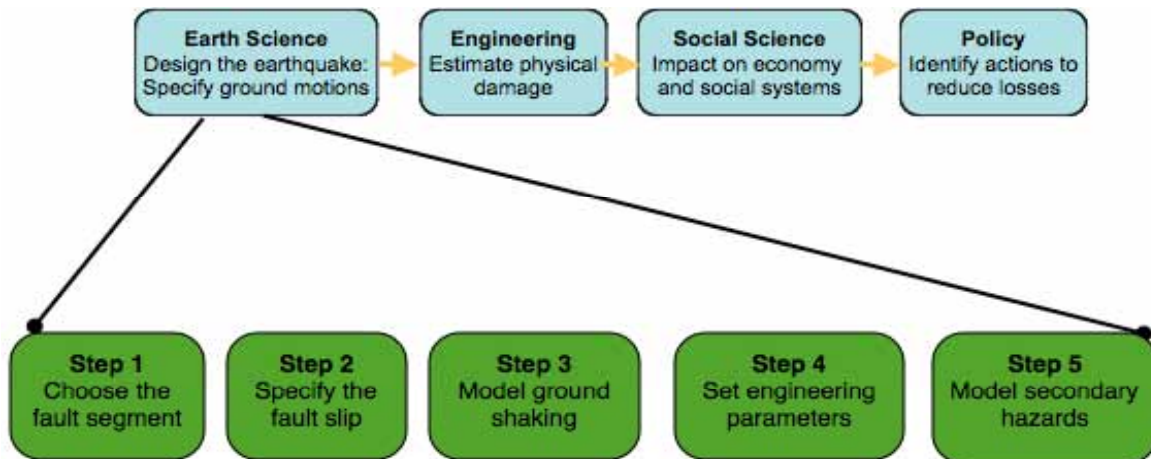 Earth Science
Design the earthquake:
Specify ground motions
Engineering
Estimate physical
damage
Social Science
Impact on economy
and social systems
Policy
Identify actions to
reduce losses
Step 1
Choose the
fault segment
Step 2
Specify the
fault slip
Step 3
Model ground
shaking
Step 4
Set engineering
parameters
Step 5
Model secondary
hazards